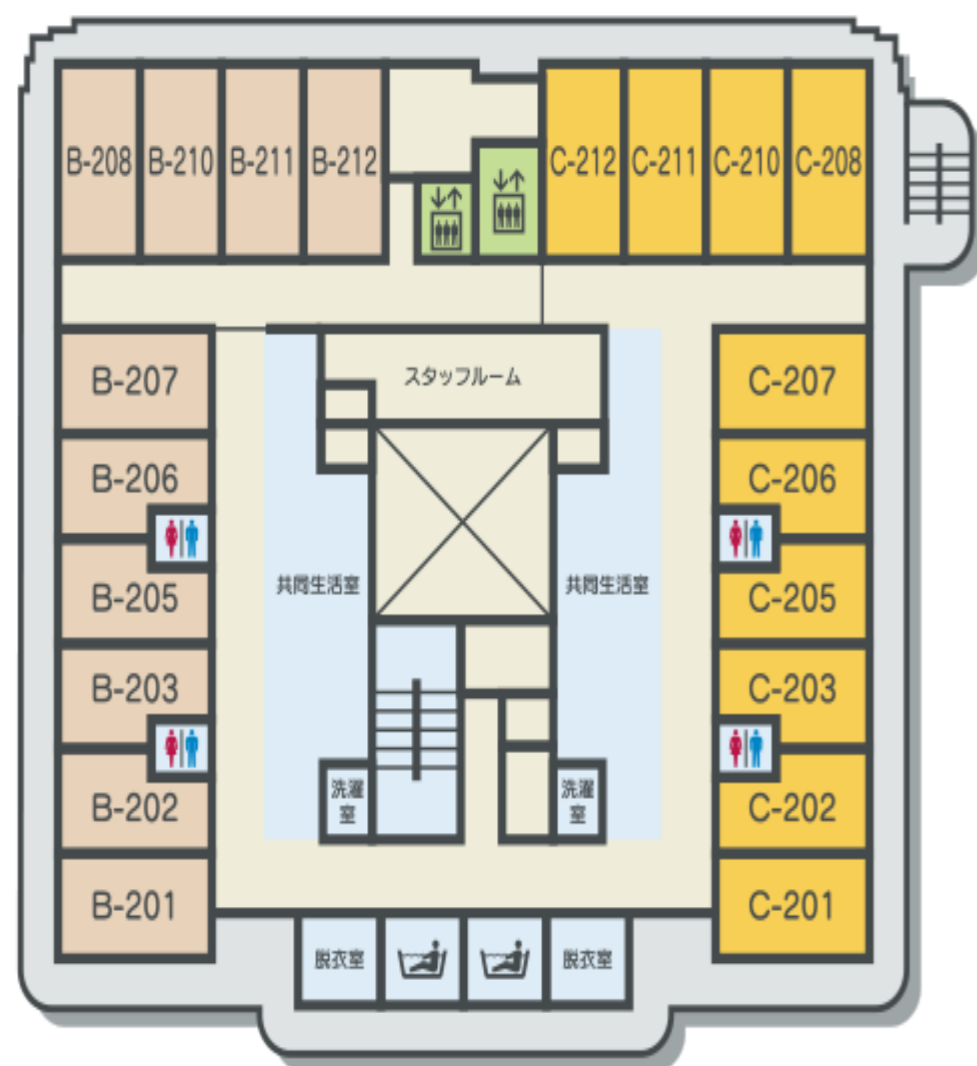 B-208
B-210
B-211
B-212
C-212
C-211
C-210
C-208
B-207
スタッフルーム
C-207
B-206
C-206
共同生活室
共同生活室
B-205
C-205
B-203
C-203
洗濯
室
洗濯
室
B-202
C-202
B-201
C-201
脱衣室
脱衣室